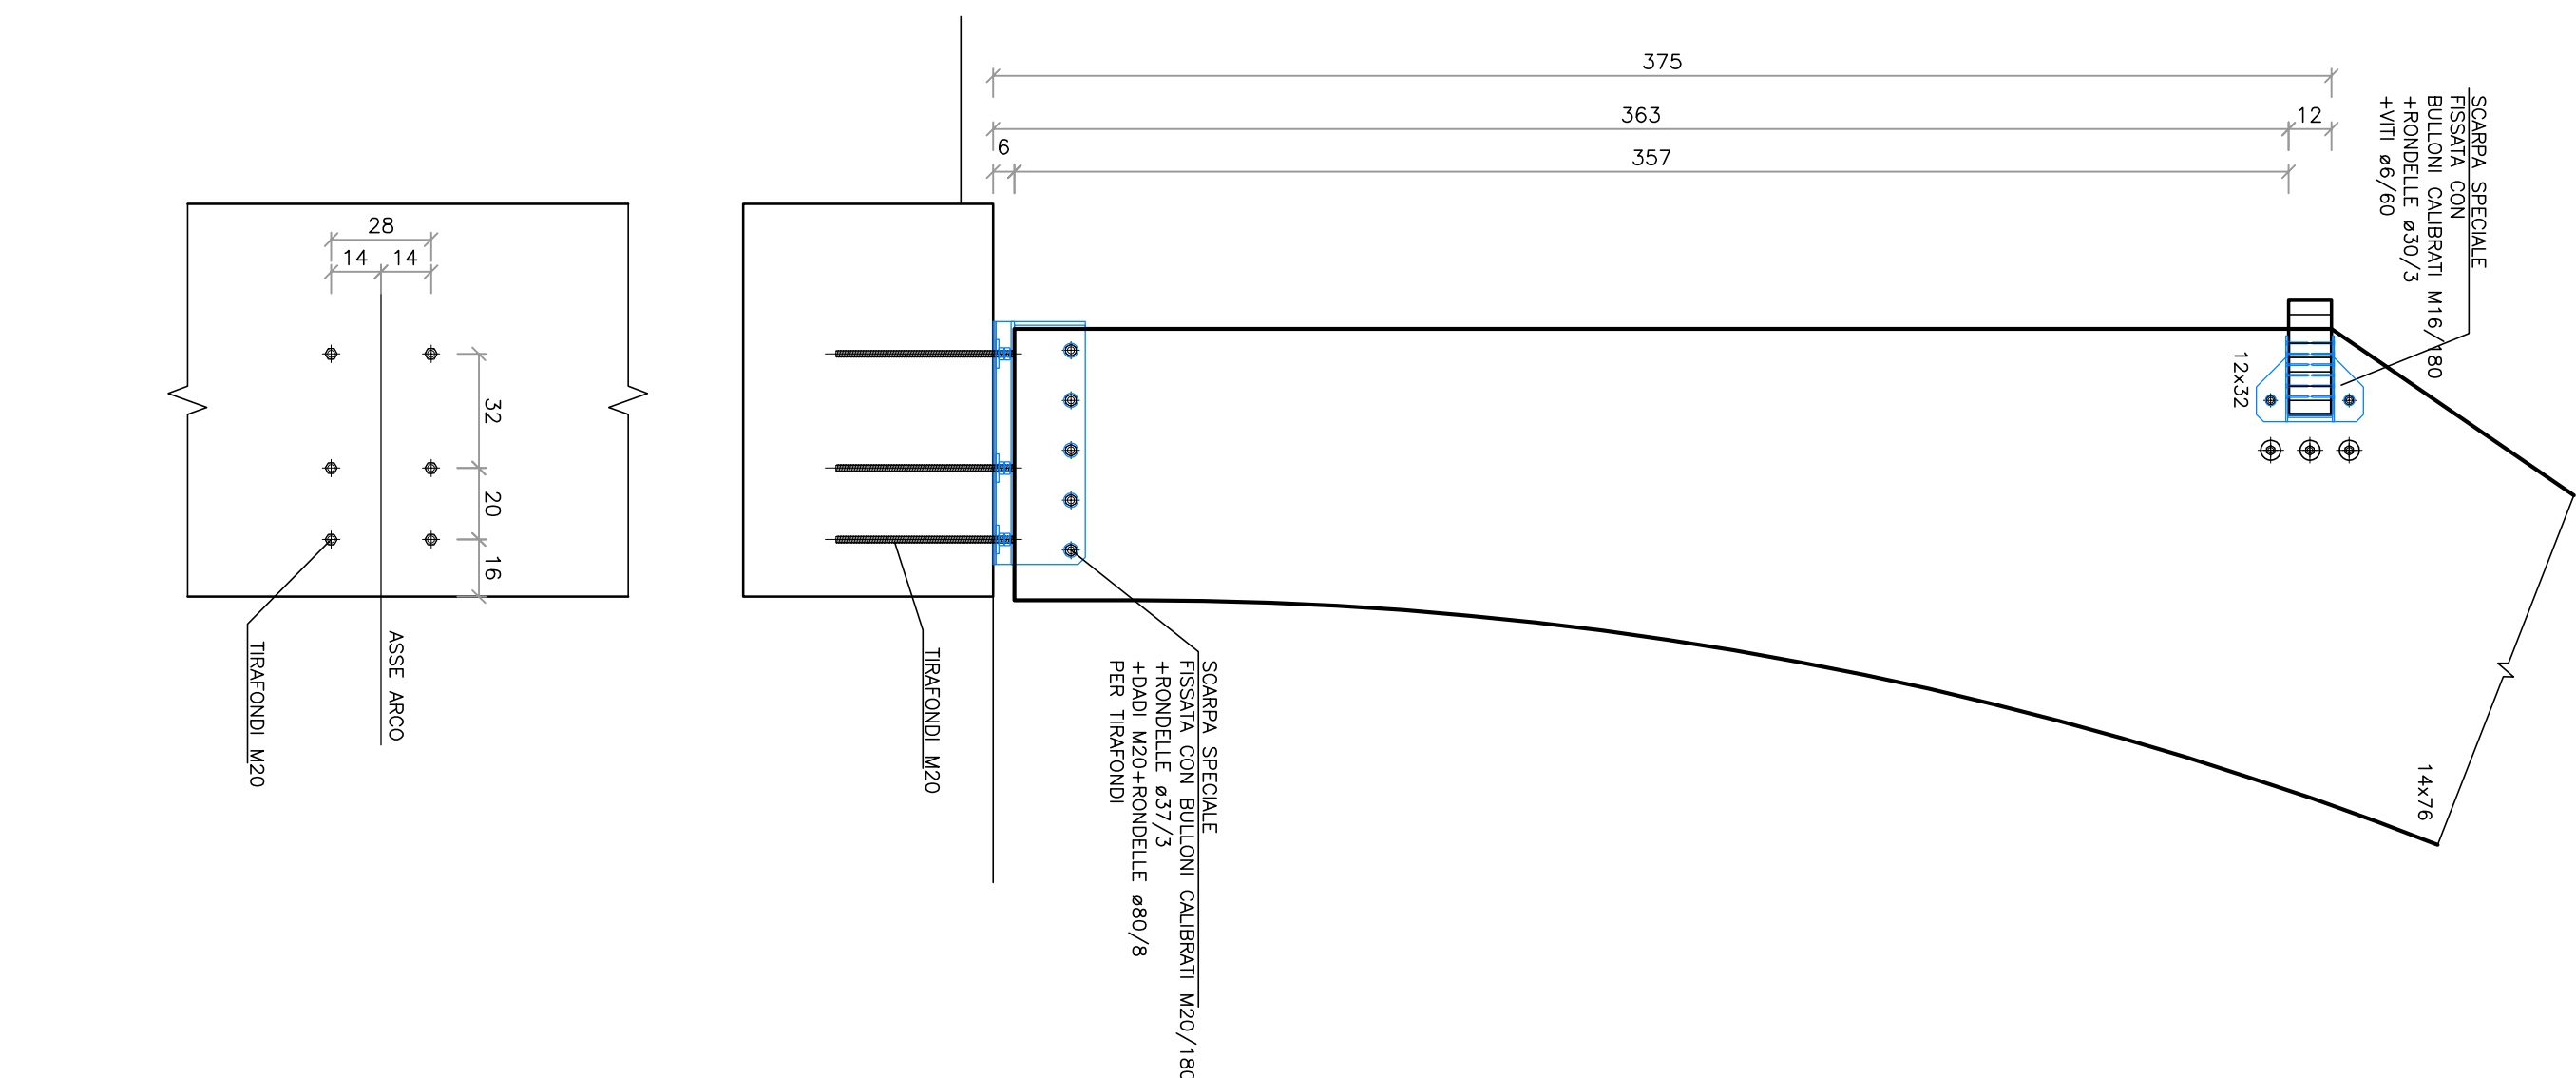 375
363
12
6
357
SCARPA SPECIALE
FISSATA CON
BULLONI CALIBRATI M16/180
+RONDELLE ø30/3
+VITI ø6/60
12x32
28
14
14
32
20
16
ASSE ARCO
TIRAFONDI M20
TIRAFONDI M20
SCARPA SPECIALE
FISSATA CON BULLONI CALIBRATI M20/180
+RONDELLE ø37/3
+DADI M20+RONDELLE ø80/8
PER TIRAFONDI
14x76